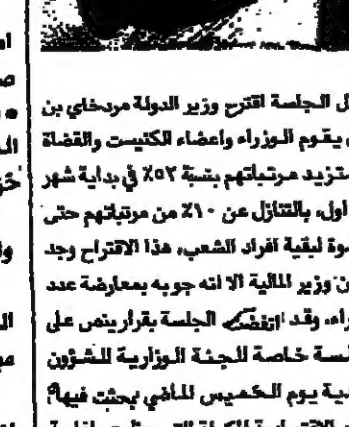 ل الجلسة اقترح وزير الدولة مردخاي بن
يقوم الوزراء واعضاء الكنيست والقضاة
ستزيد مرتباتهم بنسبة ٥٢٪ في بداية شهر
اول، بالتنازل عن ١٠٪ من مرتباتهم حتى
سوة لبقية افراد الشعب، هذا الاقتراح وجد
ن وزير المالية الا انه جوبه بمعارضة عدد
راء، وقد انفضت الجلسة بقرار ينص على
لسة خاصة للجنة الوزارية للشؤون
ية يوم الخميس الماضي بحثت فيها